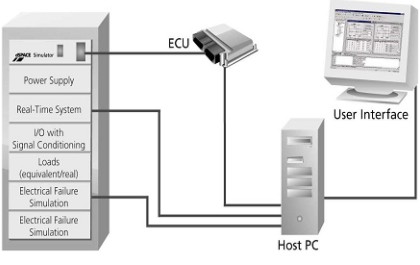 dSPACE Simulator
Power Supply
Real-Time System
I/O with
Signal Conditioning
Loads
(equivalent/real)
Electrical Failure
Simulation
Electrical Failure
Simulation
ECU
User Interface
Host PC